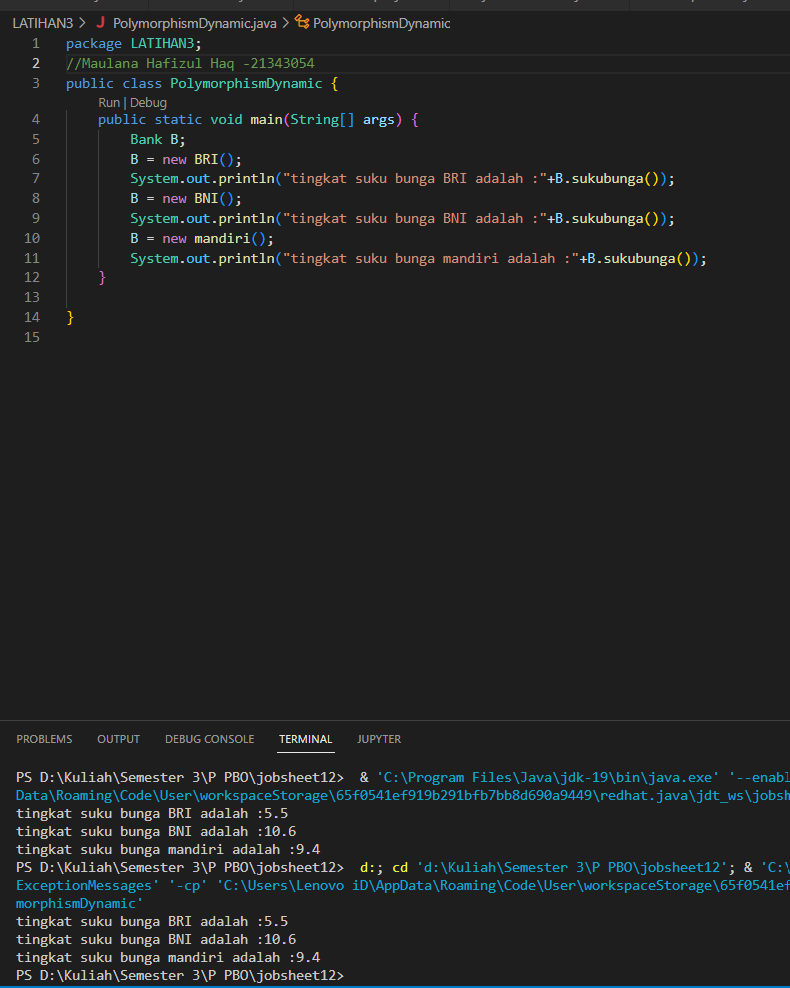 LATIHAN3 > J PolymorphismDynamic.java > PolymorphismDynamic
1 package LATIHAN3;
2 //Maulana Hafizul Haq -21343054
3 public class PolymorphismDynamic {
Run | Debug
4 public static void main(String[] args) {
5 Bank B;
6 B = new BRI();
7 System.out.println("tingkat suku bunga BRI adalah :"+B.sukubunga());
8 B = new BNI();
9 System.out.println("tingkat suku bunga BNI adalah :"+B.sukubunga());
10 B = new mandiri();
11 System.out.println("tingkat suku bunga mandiri adalah :"+B.sukubunga());
12 }
13
14 }
15
PROBLEMS OUTPUT DEBUG CONSOLE TERMINAL JUPYTER
PS D:\Kuliah\Semester 3\P PBO\jobsheet12> & 'C:\Program Files\Java\jdk-19\bin\java.exe' '--enabl
Data\Roaming\Code\User\workspaceStorage\65f0541ef919b291bfb7bb8d690a9449\redhat.java\jdt_ws\jobsh
tingkat suku bunga BRI adalah :5.5
tingkat suku bunga BNI adalah :10.6
tingkat suku bunga mandiri adalah :9.4
PS D:\Kuliah\Semester 3\P PBO\jobsheet12> d:; cd 'd:\Kuliah\Semester 3\P PBO\jobsheet12'; & 'C:\
ExceptionMessages' '-cp' 'C:\Users\Lenovo iD\AppData\Roaming\Code\User\workspaceStorage\65f0541ef
morphismDynamic'
tingkat suku bunga BRI adalah :5.5
tingkat suku bunga BNI adalah :10.6
tingkat suku bunga mandiri adalah :9.4
PS D:\Kuliah\Semester 3\P PBO\jobsheet12>